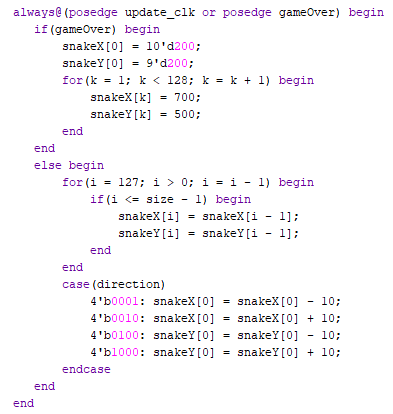 always@(posedge update_clk or posedge gameOver) begin
if(gameOver) begin
snakeX[0] = 10'd200;
snakeY[0] = 9'd200;
for(k = 1; k < 128; k = k + 1) begin
snakeX[k] = 700;
snakeY[k] = 500;
end
end
else begin
for(i = 127; i > 0; i = i - 1) begin
if(i <= size - 1) begin
snakeX[i] = snakeX[i - 1];
snakeY[i] = snakeY[i - 1];
end
end
case(direction)
4'b0001: snakeX[0] = snakeX[0] - 10;
4'b0010: snakeX[0] = snakeX[0] + 10;
4'b0100: snakeY[0] = snakeY[0] - 10;
4'b1000: snakeY[0] = snakeY[0] + 10;
endcase
end
end